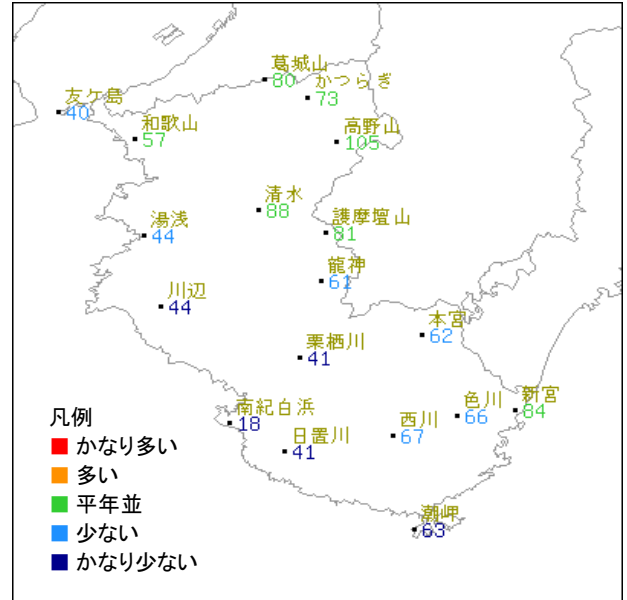 葛城山
80
かつらぎ
73
友ケ島
40
和歌山
57
高野山
105
清水
88
湯浅
44
護摩壇山
81
龍神
61
川辺
44
本宮
62
栗栖川
41
南紀白浜
18
日置川
41
西川
67
色川
66
新宮
84
潮岬
63
凡例
かなり多い
多い
平年並
少ない
かなり少ない